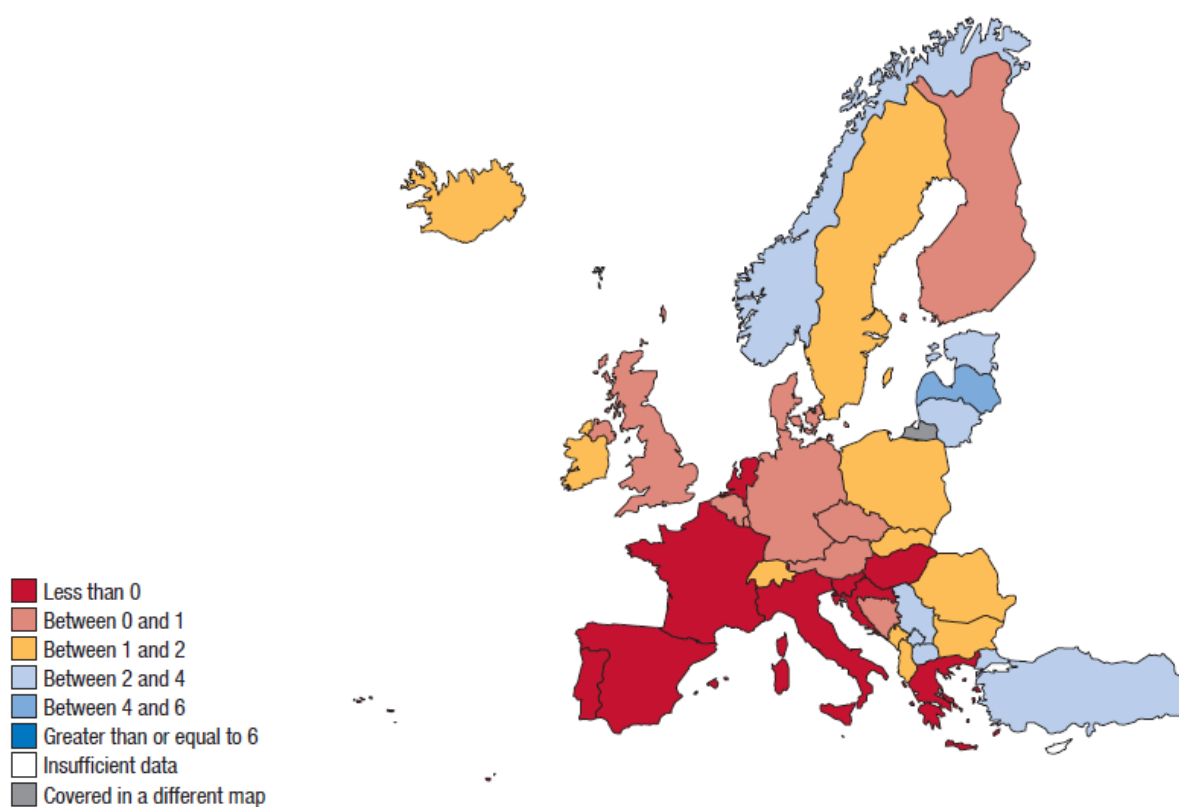 Less than 0
Between 0 and 1
Between 1 and 2
Between 2 and 4
Between 4 and 6
Greater than or equal to 6
Insufficient data
Covered in a different map